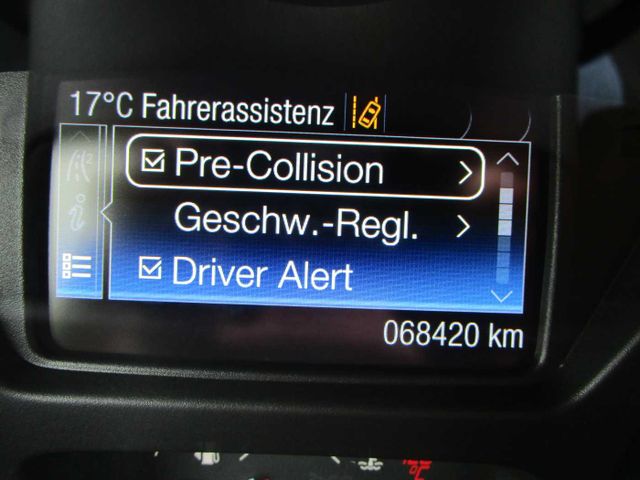 17°C Fahrerassistenz
Pre-Collision
Geschw.-Regl.
Driver Alert
068420 km